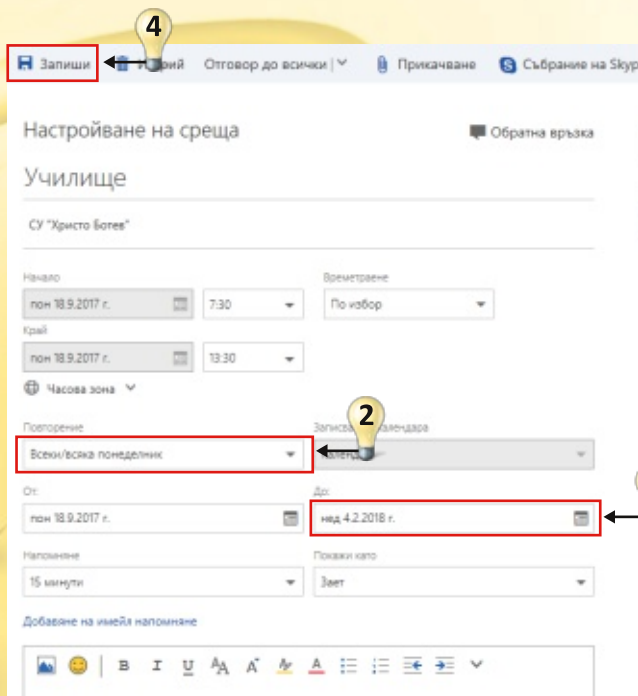 4
Запиши Отговор до всички Прикачване Събрание на Skyp
Настройване на среща Обратна връзка
Училище
СУ "Христо Ботев"
Начало Времетраене
пон 18.9.2017 г. 7:30 По избор
Край
пон 18.9.2017 г. 13:30
Часова зона
2
Повторение
Всеки/всяка понеделник
От: До:
пон 18.9.2017 г. нед 4.2.2018 г.
Напомняне Покажи като
15 минути Зает
Добавяне на имейл напомняне
B I U AA A A